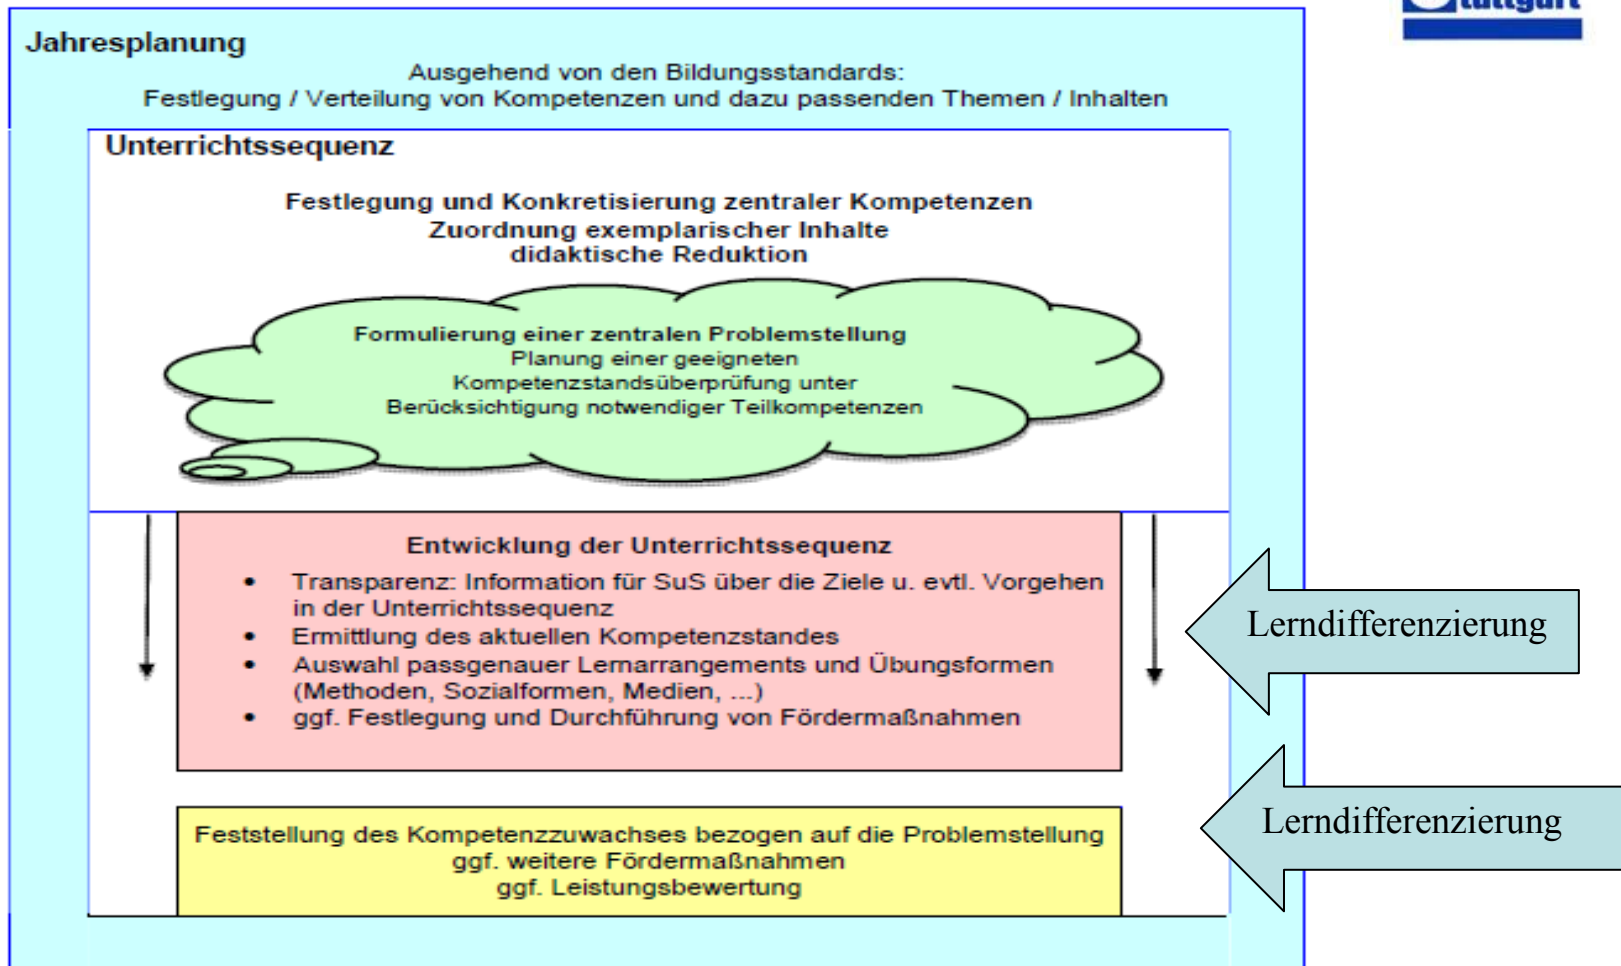 Jahresplanung
Ausgehend von den Bildungsstandards:
Festlegung / Verteilung von Kompetenzen und dazu passenden Themen / Inhalten
Unterrichtssequenz
Festlegung und Konkretisierung zentraler Kompetenzen
Zuordnung exemplarischer Inhalte
didaktische Reduktion
Formulierung einer zentralen Problemstellung
Planung einer geeigneten
Kompetenzstandsüberprüfung unter
Berücksichtigung notwendiger Teilkompetenzen
Entwicklung der Unterrichtssequenz
• Transparenz: Information für SuS über die Ziele u. evtl. Vorgehen
in der Unterrichtssequenz
• Ermittlung des aktuellen Kompetenzstandes
• Auswahl passgenauer Lernarrangements und Übungsformen
(Methoden, Sozialformen, Medien, ...)
• ggf. Festlegung und Durchführung von Fördermaßnahmen
Lerndifferenzierung
Feststellung des Kompetenzzuwachses bezogen auf die Problemstellung
ggf. weitere Fördermaßnahmen
ggf. Leistungsbewertung
Lerndifferenzierung